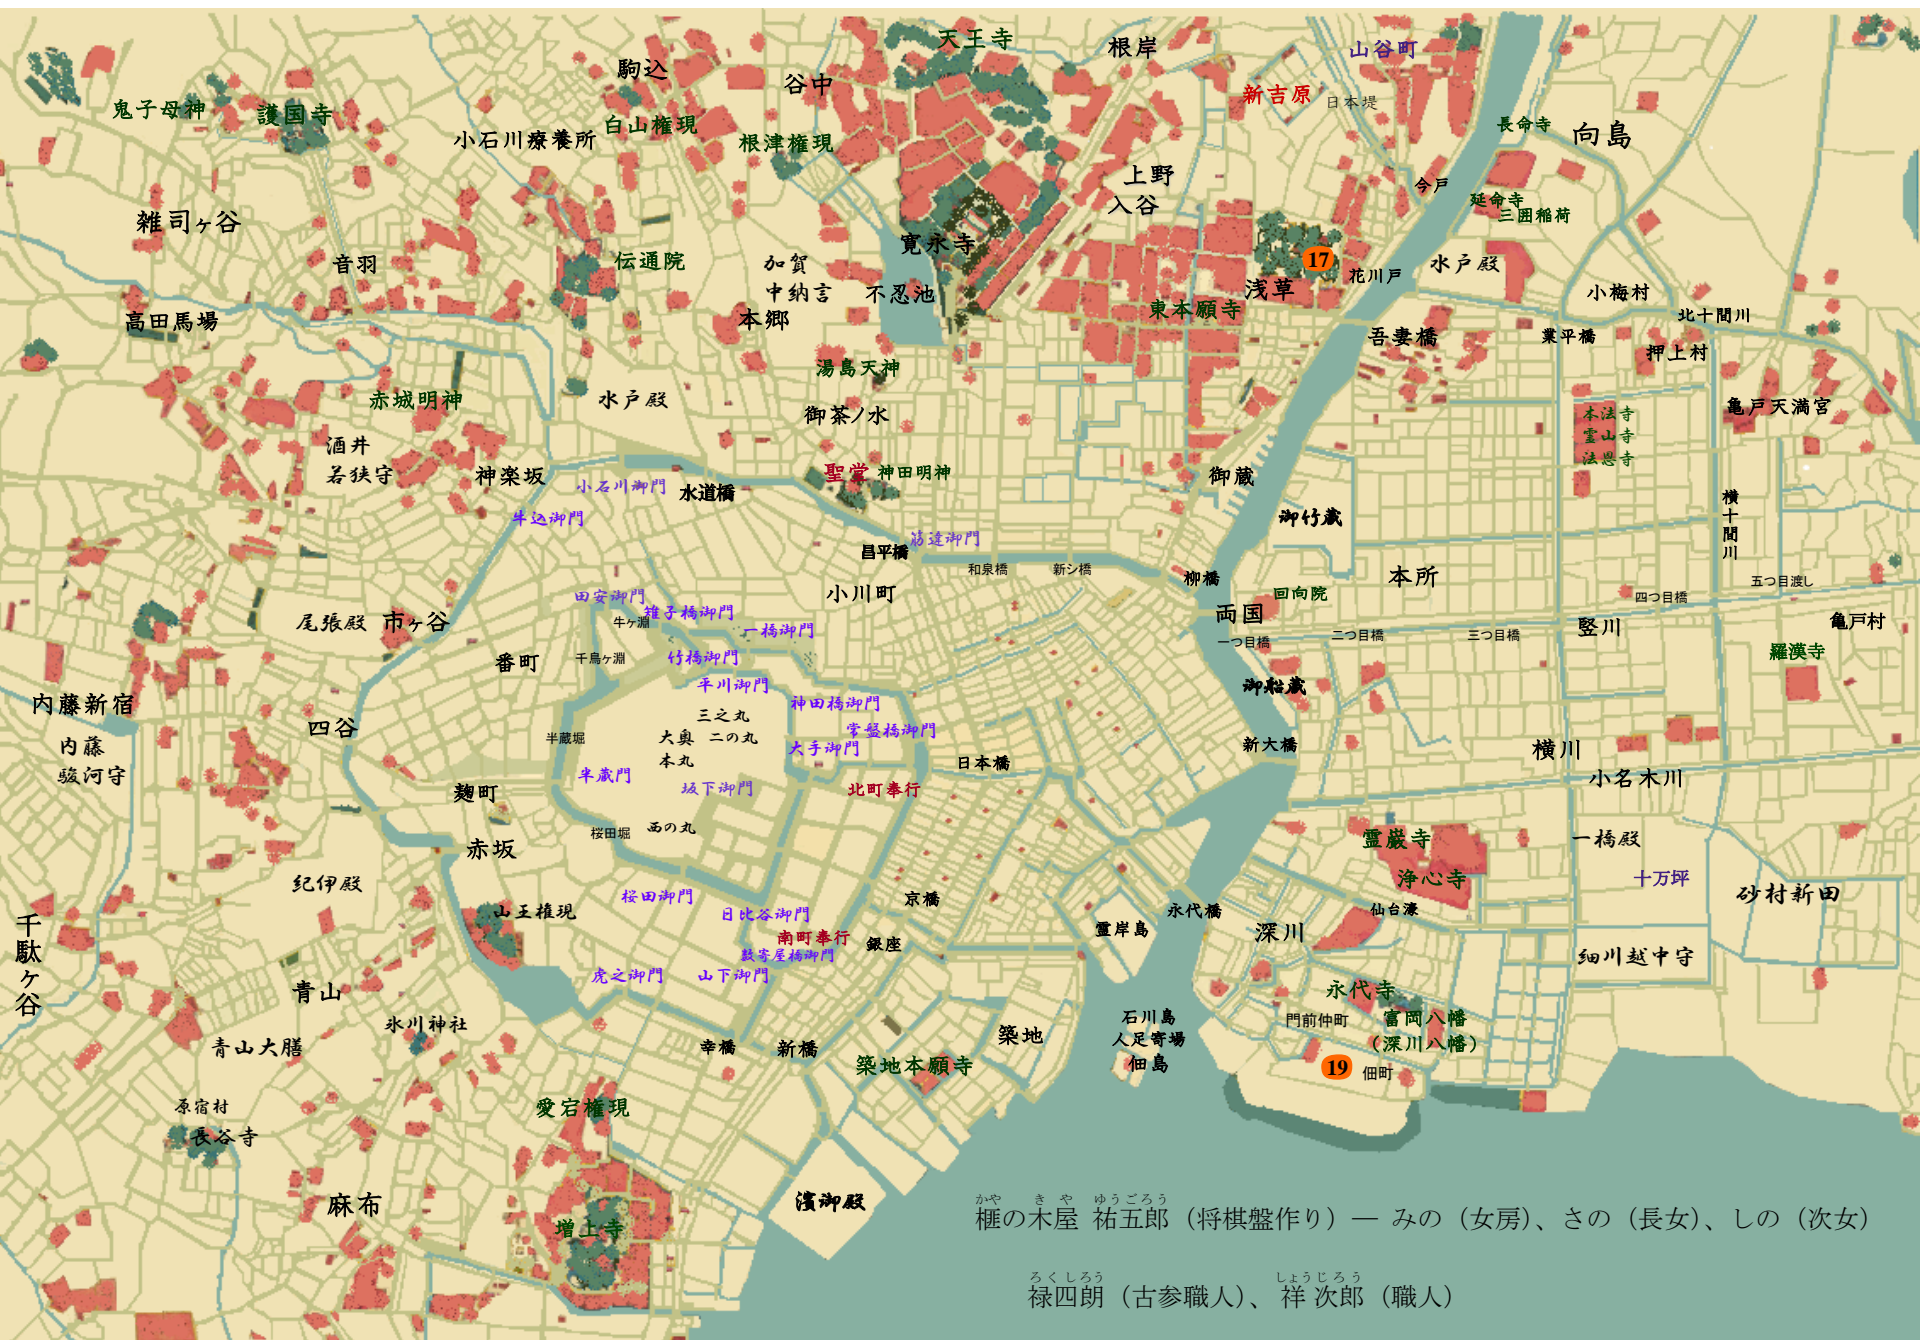 天王寺
根岸
山谷町
駒込
谷中
新吉原
日本堤
鬼子母神
護国寺
小石川療養所
白山権現
根津権現
長命寺
向島
上野
入谷
今戸
延命寺
三囲稲荷
雑司ヶ谷
音羽
伝通院
加賀
中納言
寛永寺
不忍池
17
浅草
花川戸
水戸殿
小梅村
高田馬場
本郷
東本願寺
吾妻橋
業平橋
北十間川
押上村
湯島天神
赤城明神
水戸殿
御茶ノ水
亀戸天満宮
本法寺
霊山寺
法恩寺
酒井
若狭守
神楽坂
小石川御門
水道橋
聖堂
神田明神
御蔵
牛込御門
御竹蔵
横十間川
筋違御門
昌平橋
和泉橋
新シ橋
柳橋
本所
五つ目渡し
小川町
回向院
四つ目橋
田安御門
雉子橋御門
牛ヶ淵
一橋御門
両国
一つ目橋
二つ目橋
三つ目橋
竪川
亀戸村
尾張殿
市ヶ谷
番町
千鳥ヶ淵
竹橋御門
羅漢寺
平川御門
御船蔵
内藤新宿
神田橋御門
四谷
三之丸
常盤橋御門
内藤
駿河守
半蔵堀
大奥
二の丸
本丸
大手御門
新大橋
横川
日本橋
半蔵門
坂下御門
北町奉行
小名木川
麹町
桜田堀
西の丸
赤坂
霊巌寺
一橋殿
浄心寺
十万坪
砂村新田
紀伊殿
桜田御門
京橋
山王権現
日比谷御門
永代橋
仙台濠
千駄ヶ谷
南町奉行
銀座
霊岸島
深川
数寄屋橋御門
細川越中守
虎之御門
山下御門
青山
永代寺
氷川神社
石川島
人足寄場
佃島
門前仲町
富岡八幡
（深川八幡）
青山大膳
幸橋
新橋
築地
築地本願寺
19
佃町
原宿村
愛宕権現
長谷寺
麻布
濱御殿
増上寺
かや き や ゆうごろう
榧の木屋 祐五郎（将棋盤作り）― みの（女房）、さの（長女）、しの（次女）
ろくしろう しょうじろう
禄四朗（古参職人）、 祥次郎（職人）